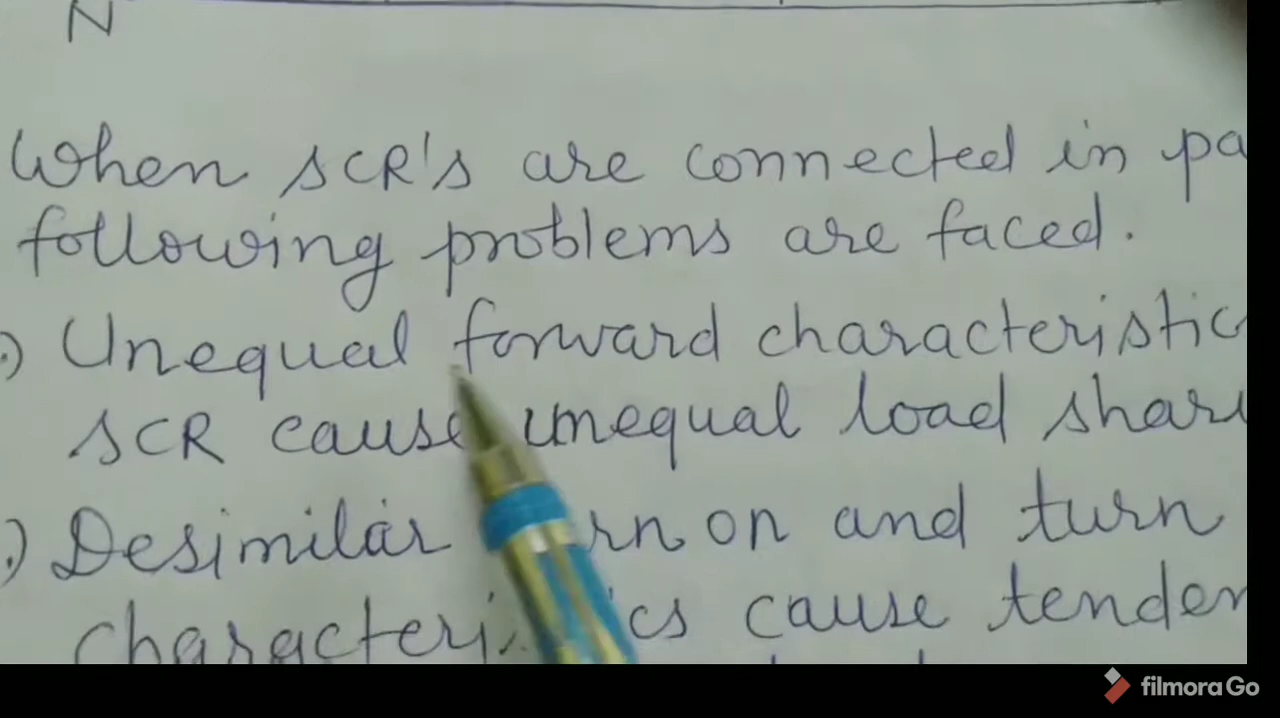 N
When SCR's are connected in pa
following problems are faced.
) Unequal forward characteristic
SCR cause unequal load shar
) Desimilar rn on and turn
characteri cs cause tenden
filmoraGo